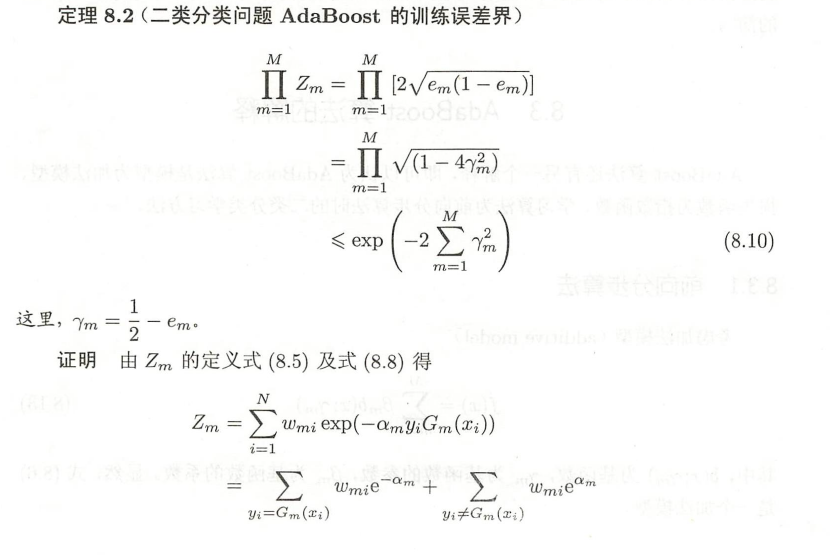 定理 8.2（二类分类问题 AdaBoost 的训练误差界）
\prod_{m=1}^{M} Z_m = \prod_{m=1}^{M} [2\sqrt{e_m(1-e_m)}]
= \prod_{m=1}^{M} \sqrt{(1-4\gamma_m^2)}
\leqslant \exp\left(-2\sum_{m=1}^{M} \gamma_m^2\right) (8.10)
这里，\gamma_m = \frac{1}{2} - e_m。
证明 由 Z_m 的定义式 (8.5) 及式 (8.8) 得
Z_m = \sum_{i=1}^{N} w_{mi} \exp(-\alpha_m y_i G_m(x_i))
= \sum_{y_i=G_m(x_i)} w_{mi} e^{-\alpha_m} + \sum_{y_i \neq G_m(x_i)} w_{mi} e^{\alpha_m}